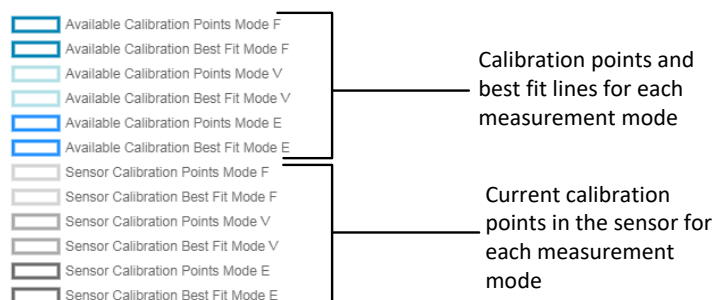 Available Calibration Points Mode F
Available Calibration Best Fit Mode F
Available Calibration Points Mode V
Available Calibration Best Fit Mode V
Available Calibration Points Mode E
Available Calibration Best Fit Mode E
Sensor Calibration Points Mode F
Sensor Calibration Best Fit Mode F
Sensor Calibration Points Mode V
Sensor Calibration Best Fit Mode V
Sensor Calibration Points Mode E
Sensor Calibration Best Fit Mode E
Calibration points and
best fit lines for each
measurement mode
Current calibration
points in the sensor for
each measurement
mode